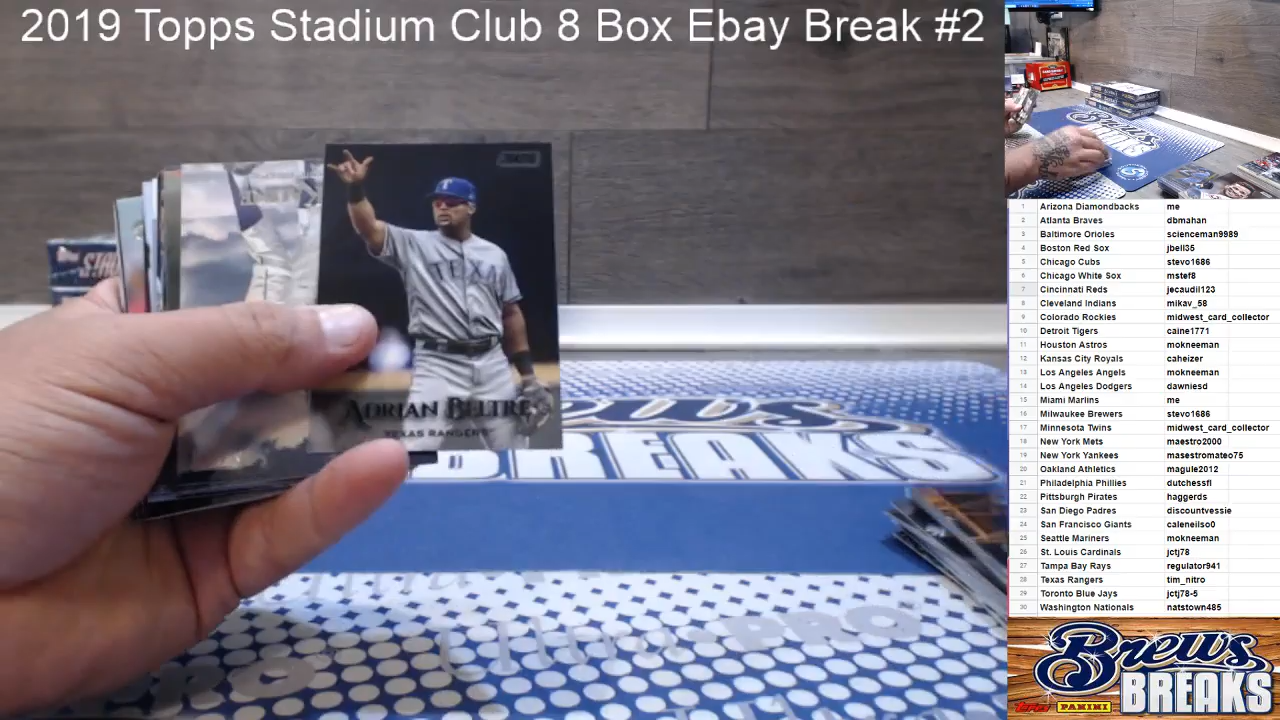 2019 Topps Stadium Club 8 Box Ebay Break #2
TEXA
ADRIAN BELTRE
TEXAS RANGERS
BREWS
BREAKS
1 Arizona Diamondbacks me
2 Atlanta Braves dbmahan
3 Baltimore Orioles scienceman9989
4 Boston Red Sox jbell35
5 Chicago Cubs stevo1686
6 Chicago White Sox mstef8
7 Cincinnati Reds jecaudil123
8 Cleveland Indians mikav_58
9 Colorado Rockies midwest_card_collector
10 Detroit Tigers caine1771
11 Houston Astros mokneeman
12 Kansas City Royals caheizer
13 Los Angeles Angels mokneeman
14 Los Angeles Dodgers dawniesd
15 Miami Marlins me
16 Milwaukee Brewers stevo1686
17 Minnesota Twins midwest_card_collector
18 New York Mets maestro2000
19 New York Yankees masestromateo75
20 Oakland Athletics magule2012
21 Philadelphia Phillies dutchessfl
22 Pittsburgh Pirates haggerds
23 San Diego Padres discountvessie
24 San Francisco Giants caleneilso0
25 Seattle Mariners mokneeman
26 St. Louis Cardinals jctj78
27 Tampa Bay Rays regulator941
28 Texas Rangers tim_nitro
29 Toronto Blue Jays jctj78-5
30 Washington Nationals natstown485
Brews
BREAKS
Topps PANINI